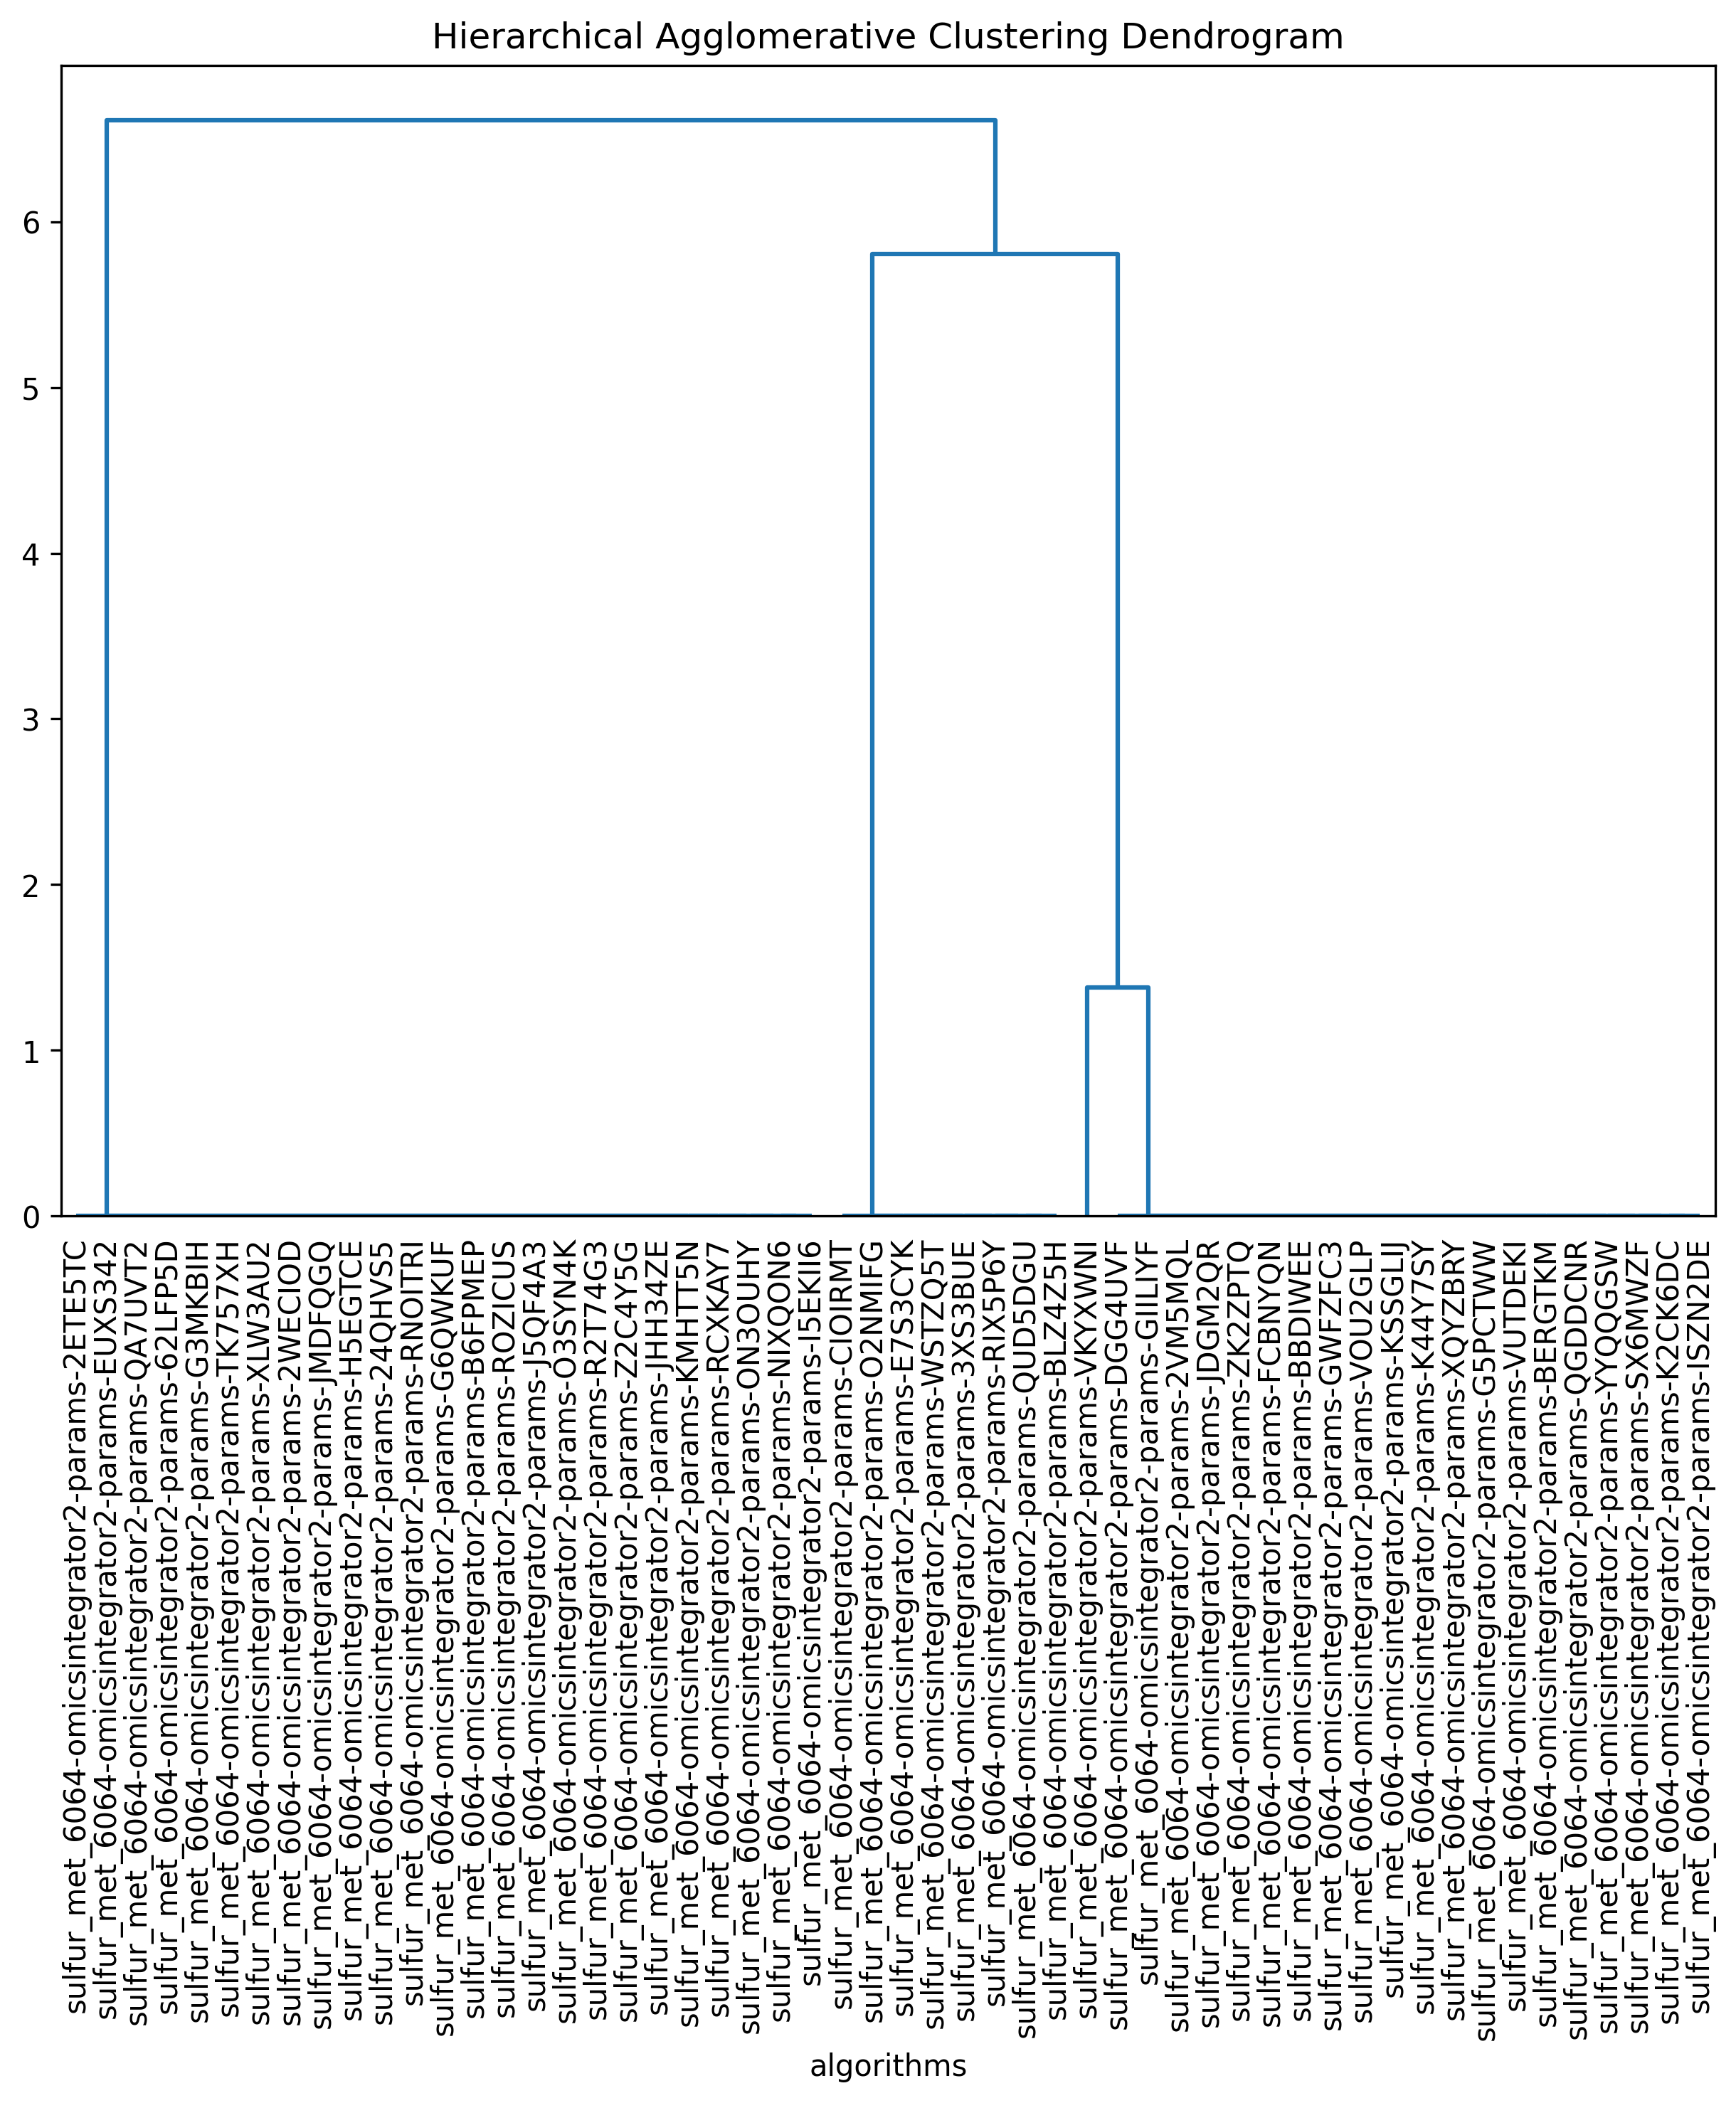 Hierarchical Agglomerative Clustering Dendrogram
6
5
4
3
2
1
0
sulfur_met_6064-omicsintegrator2-params-2ETE5TC
sulfur_met_6064-omicsintegrator2-params-EUXS342
sulfur_met_6064-omicsintegrator2-params-QA7UVT2
sulfur_met_6064-omicsintegrator2-params-62LFP5D
sulfur_met_6064-omicsintegrator2-params-G3MKBIH
sulfur_met_6064-omicsintegrator2-params-TK757XH
sulfur_met_6064-omicsintegrator2-params-XLW3AU2
sulfur_met_6064-omicsintegrator2-params-2WECIOD
sulfur_met_6064-omicsintegrator2-params-JMDFQGQ
sulfur_met_6064-omicsintegrator2-params-H5EGTCE
sulfur_met_6064-omicsintegrator2-params-24QHVS5
sulfur_met_6064-omicsintegrator2-params-RNOITRI
sulfur_met_6064-omicsintegrator2-params-G6QWKUF
sulfur_met_6064-omicsintegrator2-params-B6FPMEP
sulfur_met_6064-omicsintegrator2-params-ROZICUS
sulfur_met_6064-omicsintegrator2-params-J5QF4A3
sulfur_met_6064-omicsintegrator2-params-O3SYN4K
sulfur_met_6064-omicsintegrator2-params-R2T74G3
sulfur_met_6064-omicsintegrator2-params-Z2C4Y5G
sulfur_met_6064-omicsintegrator2-params-JHH34ZE
sulfur_met_6064-omicsintegrator2-params-KMHTT5N
sulfur_met_6064-omicsintegrator2-params-RCXKAY7
sulfur_met_6064-omicsintegrator2-params-ON3OUHY
sulfur_met_6064-omicsintegrator2-params-NIXQON6
sulfur_met_6064-omicsintegrator2-params-I5EKII6
sulfur_met_6064-omicsintegrator2-params-CIOIRMT
sulfur_met_6064-omicsintegrator2-params-O2NMIFG
sulfur_met_6064-omicsintegrator2-params-E7S3CYK
sulfur_met_6064-omicsintegrator2-params-WSTZQ5T
sulfur_met_6064-omicsintegrator2-params-3XS3BUE
sulfur_met_6064-omicsintegrator2-params-RIX5P6Y
sulfur_met_6064-omicsintegrator2-params-QUD5DGU
sulfur_met_6064-omicsintegrator2-params-BLZ4Z5H
sulfur_met_6064-omicsintegrator2-params-VKYXWNI
sulfur_met_6064-omicsintegrator2-params-DGG4UVF
sulfur_met_6064-omicsintegrator2-params-GIILIYF
sulfur_met_6064-omicsintegrator2-params-2VM5MQL
sulfur_met_6064-omicsintegrator2-params-JDGM2QR
sulfur_met_6064-omicsintegrator2-params-ZK2ZPTQ
sulfur_met_6064-omicsintegrator2-params-FCBNYQN
sulfur_met_6064-omicsintegrator2-params-BBDIWEE
sulfur_met_6064-omicsintegrator2-params-GWFZFC3
sulfur_met_6064-omicsintegrator2-params-VOU2GLP
sulfur_met_6064-omicsintegrator2-params-KSSGLIJ
sulfur_met_6064-omicsintegrator2-params-K44Y7SY
sulfur_met_6064-omicsintegrator2-params-XQYZBRY
sulfur_met_6064-omicsintegrator2-params-G5PCTWW
sulfur_met_6064-omicsintegrator2-params-VUTDEKI
sulfur_met_6064-omicsintegrator2-params-BERGTKM
sulfur_met_6064-omicsintegrator2-params-QGDDCNR
sulfur_met_6064-omicsintegrator2-params-YYQQGSW
sulfur_met_6064-omicsintegrator2-params-SX6MWZF
sulfur_met_6064-omicsintegrator2-params-K2CK6DC
sulfur_met_6064-omicsintegrator2-params-ISZN2DE
algorithms